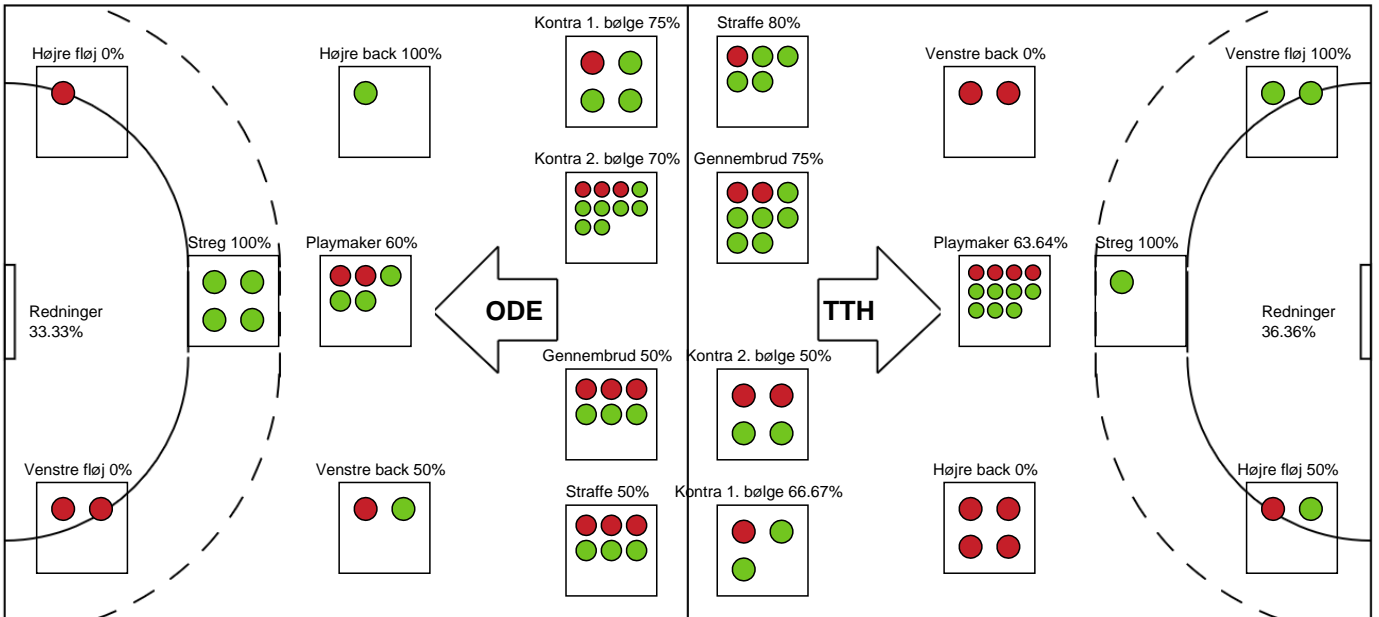 Kontra 1. bølge 75%
Straffe 80%
Højre fløj 0%
Højre back 100%
Venstre back 0%
Venstre fløj 100%
Kontra 2. bølge 70%
Gennembrud 75%
Streg 100%
Playmaker 60%
Playmaker 63.64%
Streg 100%
Redninger
33.33%
ODE
TTH
Redninger
36.36%
Gennembrud 50%
Kontra 2. bølge 50%
Venstre fløj 0%
Venstre back 50%
Højre back 0%
Højre fløj 50%
Straffe 50%
Kontra 1. bølge 66.67%